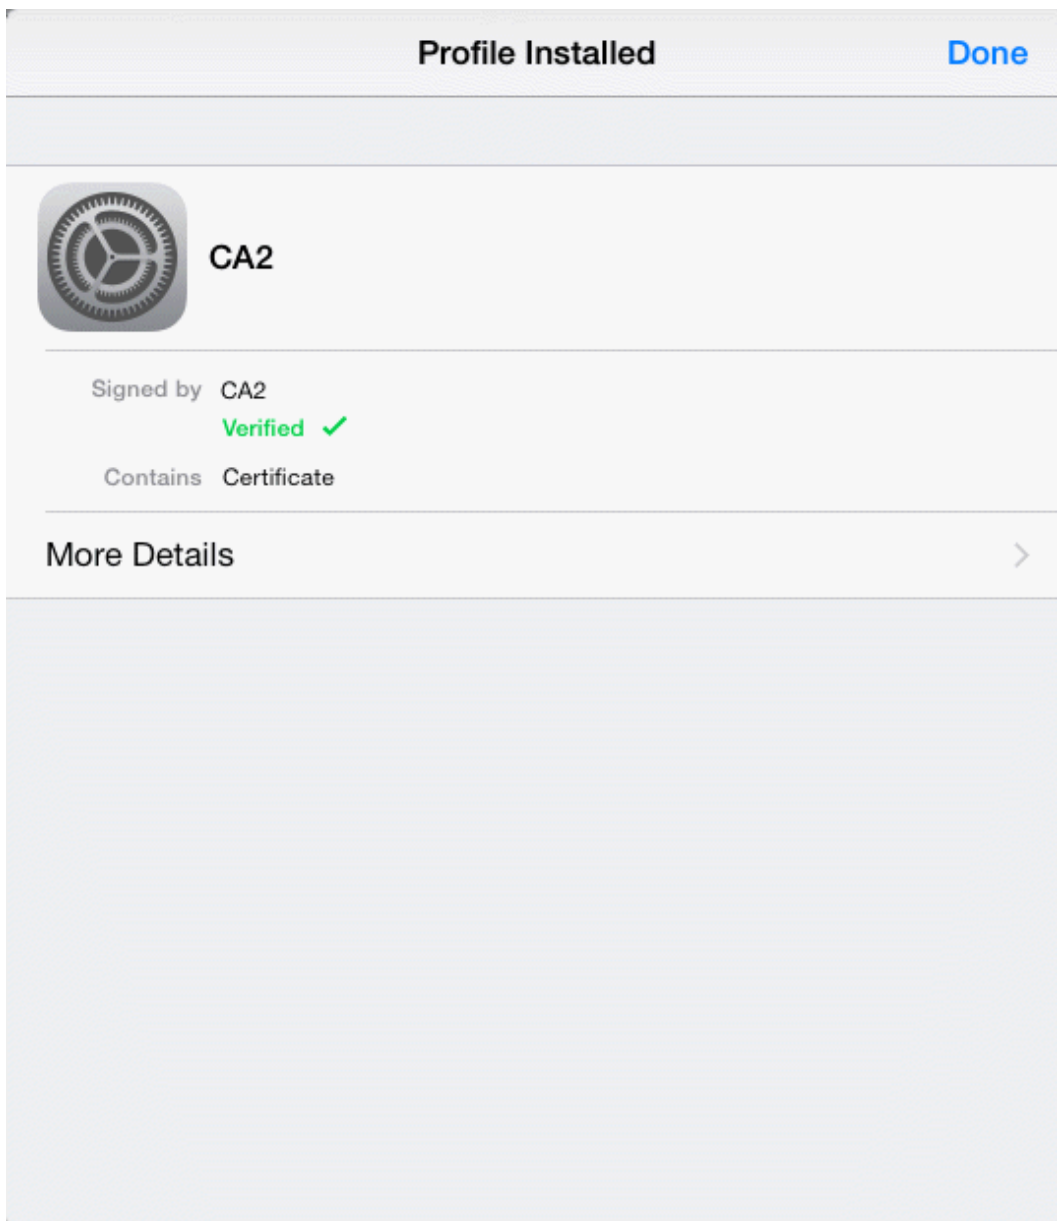 Profile Installed Done
CA2
Signed by CA2
Verified
Contains Certificate
More Details